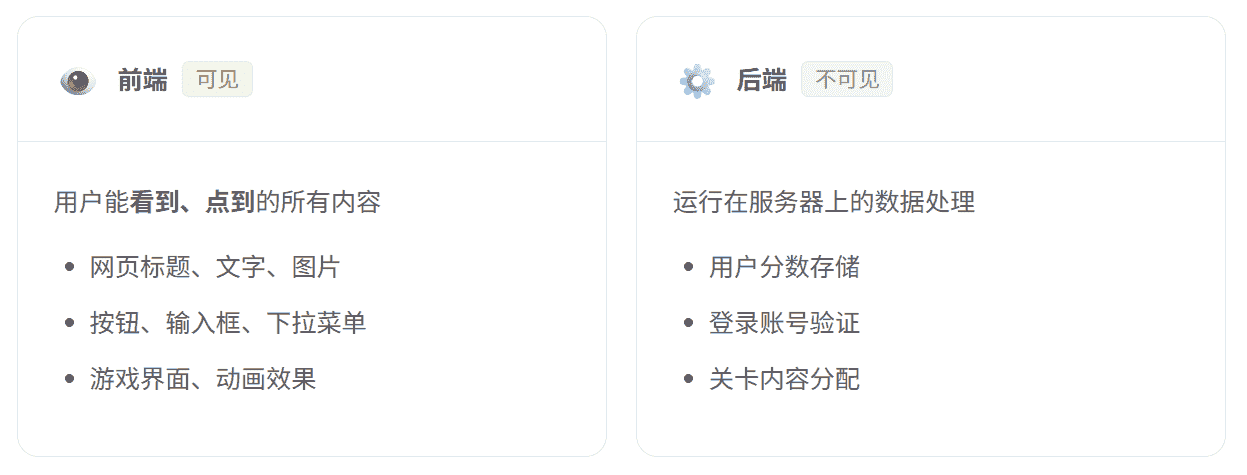 前端 可见
用户能看到、点到的所有内容
网页标题、文字、图片
按钮、输入框、下拉菜单
游戏界面、动画效果
后端 不可见
运行在服务器上的数据处理
用户分数存储
登录账号验证
关卡内容分配